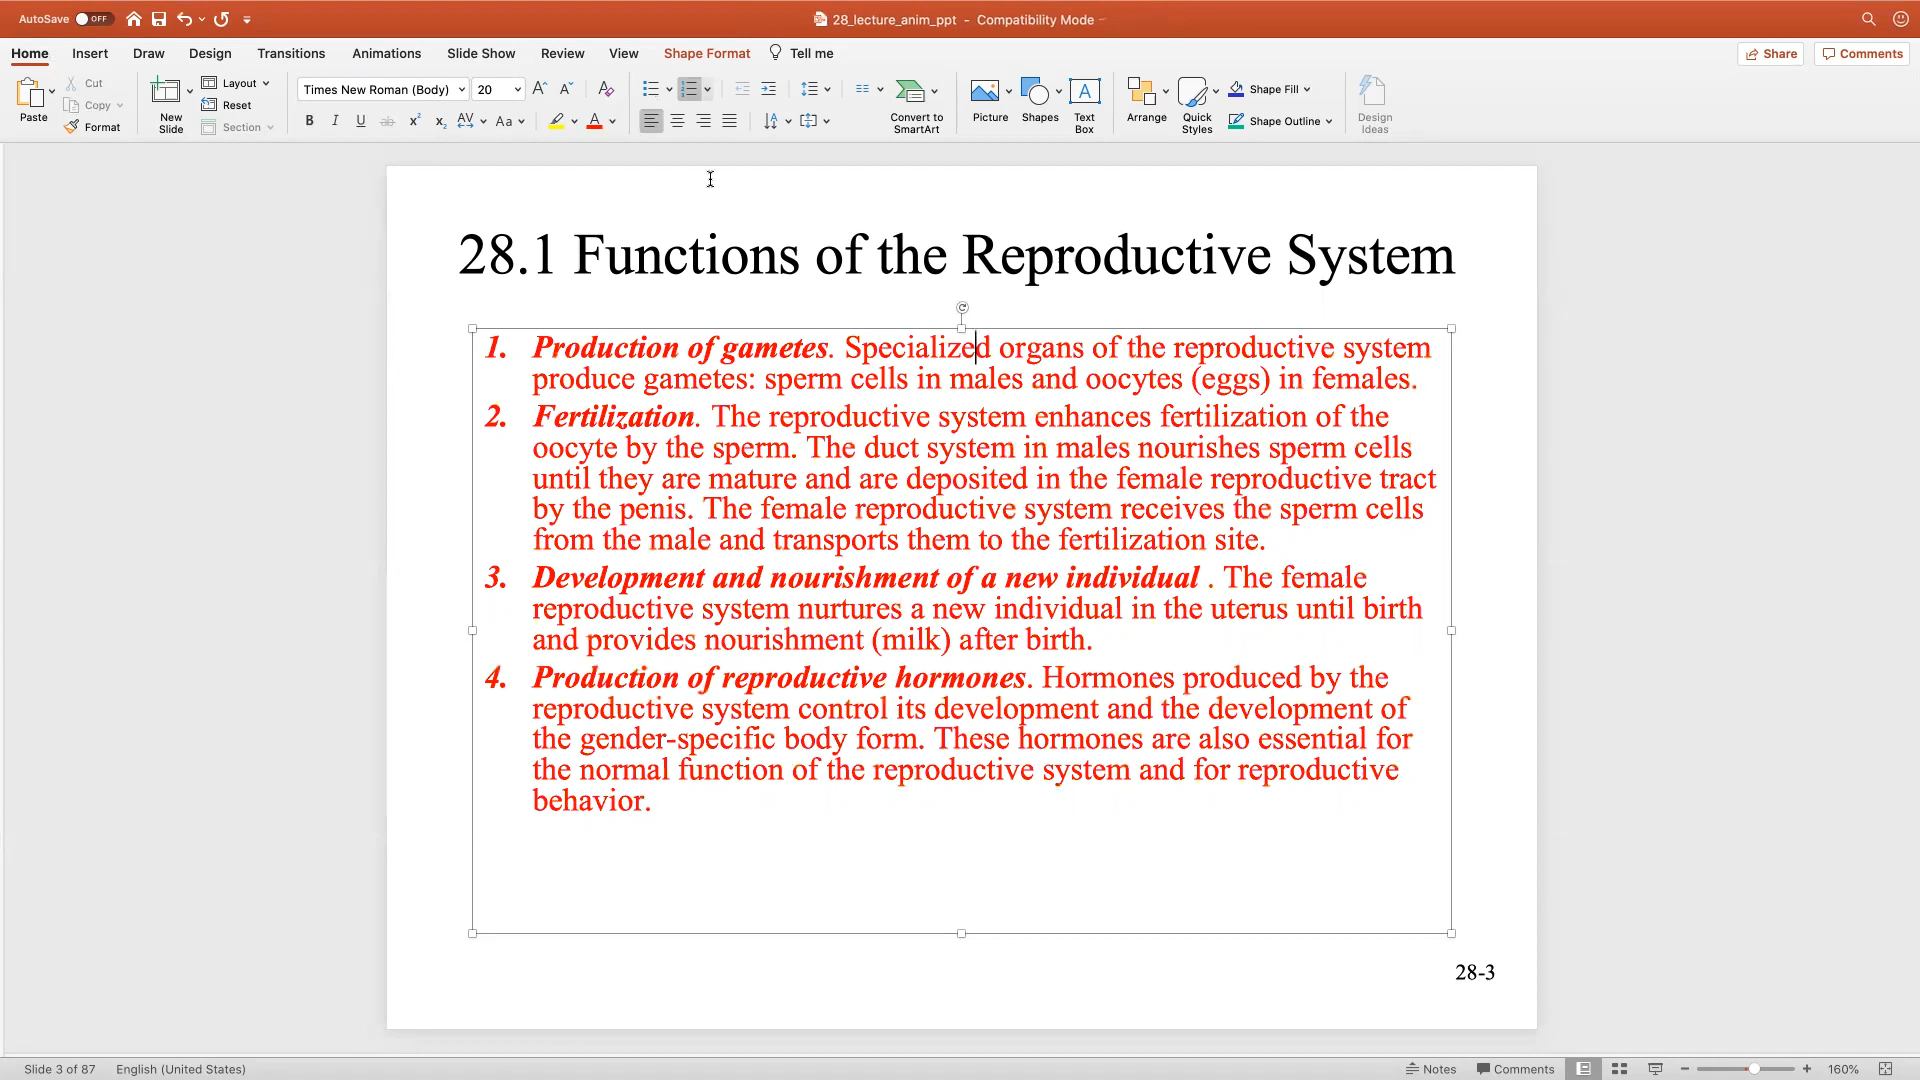 AutoSave OFF
28_lecture_anim_ppt - Compatibility Mode
Home Insert Draw Design Transitions Animations Slide Show Review View Shape Format Tell me Share Comments
Paste Cut Copy Format New Slide Layout Reset Section
Times New Roman (Body) 20
Convert to SmartArt Picture Shapes Text Box Arrange Quick Styles Shape Fill Shape Outline Design Ideas
28.1 Functions of the Reproductive System
1. Production of gametes. Specialized organs of the reproductive system
produce gametes: sperm cells in males and oocytes (eggs) in females.
2. Fertilization. The reproductive system enhances fertilization of the
oocyte by the sperm. The duct system in males nourishes sperm cells
until they are mature and are deposited in the female reproductive tract
by the penis. The female reproductive system receives the sperm cells
from the male and transports them to the fertilization site.
3. Development and nourishment of a new individual . The female
reproductive system nurtures a new individual in the uterus until birth
and provides nourishment (milk) after birth.
4. Production of reproductive hormones. Hormones produced by the
reproductive system control its development and the development of
the gender-specific body form. These hormones are also essential for
the normal function of the reproductive system and for reproductive
behavior.
28-3
Slide 3 of 87 English (United States) Notes Comments 160%